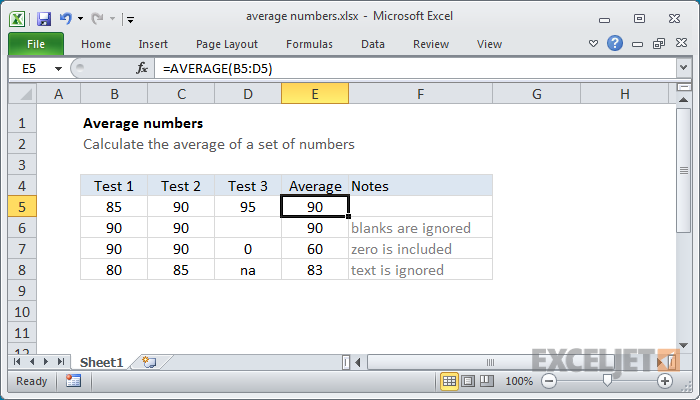 average numbers.xlsx - Microsoft Excel
File Home Insert Page Layout Formulas Data Review View
E5 fx =AVERAGE(B5:D5)
A B C D E F G H
1
2
3
4
5
6
7
8
9
10
11
12
Average numbers
Calculate the average of a set of numbers
Test 1 Test 2 Test 3 Average Notes
85 90 95 90
90 90 90 blanks are ignored
90 90 0 60 zero is included
80 85 na 83 text is ignored
Sheet1
EXCELJET
Ready 100%